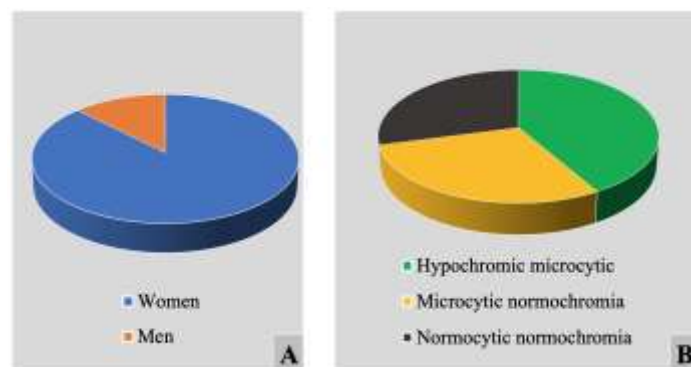 Women
Men
A
Hypochromic microcytic
Microcytic normochromia
Normocytic normochromia
B